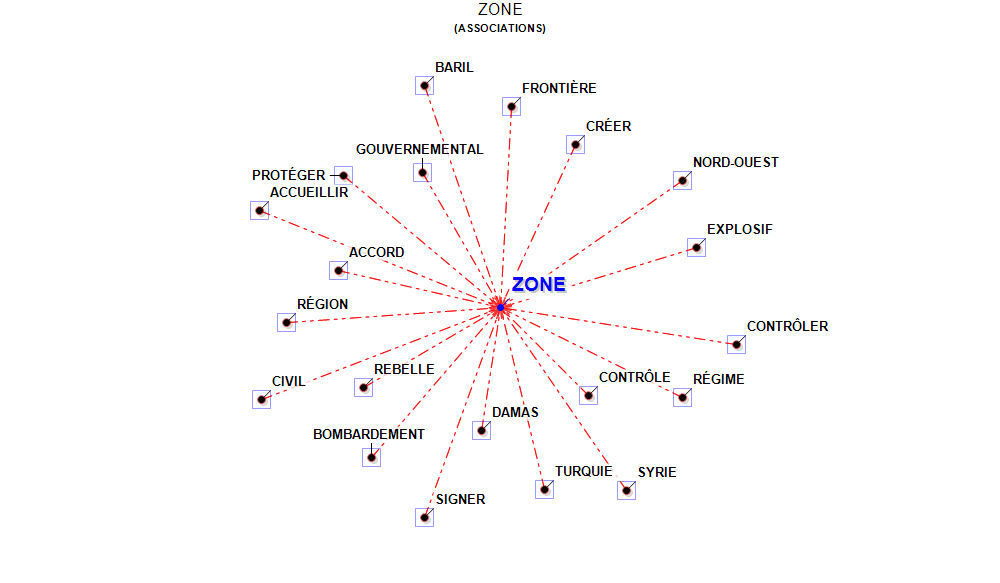 ZONE
(ASSOCIATIONS)
BARIL
FRONTIÈRE
CRÉER
GOUVERNEMENTAL
NORD-OUEST
PROTÉGER
ACCUEILLIR
EXPLOSIF
ACCORD
ZONE
RÉGION
CONTRÔLER
REBELLE
CONTRÔLE
RÉGIME
CIVIL
DAMAS
BOMBARDEMENT
TURQUIE
SYRIE
SIGNER